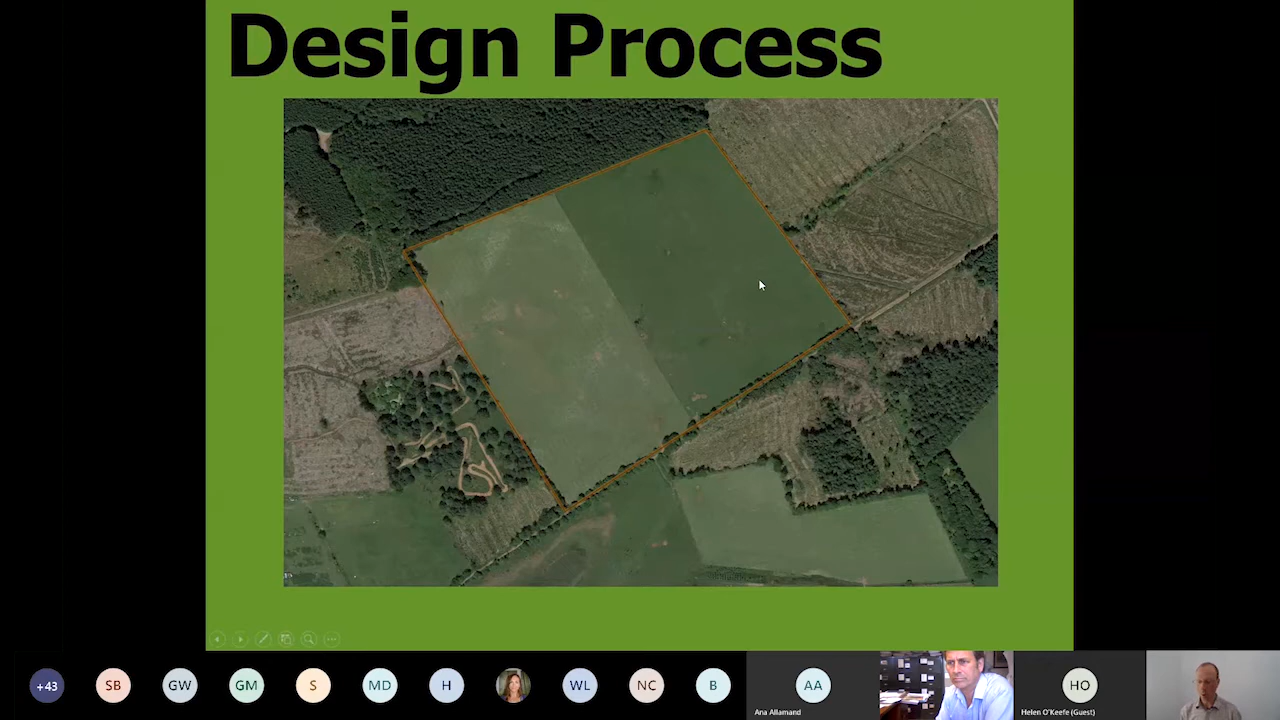 Design Process
+43
SB
GW
GM
S
MD
H
WL
NC
B
AA
Ana Allamand
HO
Helen O'Keefe (Guest)